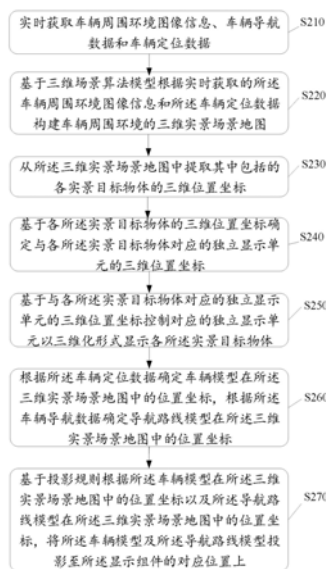 实时获取车辆周围环境图像信息、车辆导航
数据和车辆定位数据
S210
基于三维场景算法模型根据实时获取的所述
车辆周围环境图像信息和所述车辆定位数据
构建车辆周围环境的三维实景场景地图
S220
从所述三维实景场景地图中提取其中包括的
各实景目标物体的三维位置坐标
S230
基于各所述实景目标物体的三维位置坐标确
定与各所述实景目标物体对应的独立显示
单元的三维位置坐标
S240
基于与各所述实景目标物体对应的独立显示
单元的三维位置坐标控制对应的独立显示单
元以三维化形式显示各所述实景目标物体
S250
根据所述车辆定位数据确定车辆模型在所述
三维实景场景地图中的位置坐标，根据所述
车辆导航数据确定导航路线模型在所述三维
实景场景地图中的位置坐标
S260
基于投影规则根据所述车辆模型在所述三维
实景场景地图中的位置坐标以及所述导航路
线模型在所述三维实景场景地图中的位置坐
标，将所述车辆模型及所述导航路线模型投
影至所述显示组件的对应位置上
S270